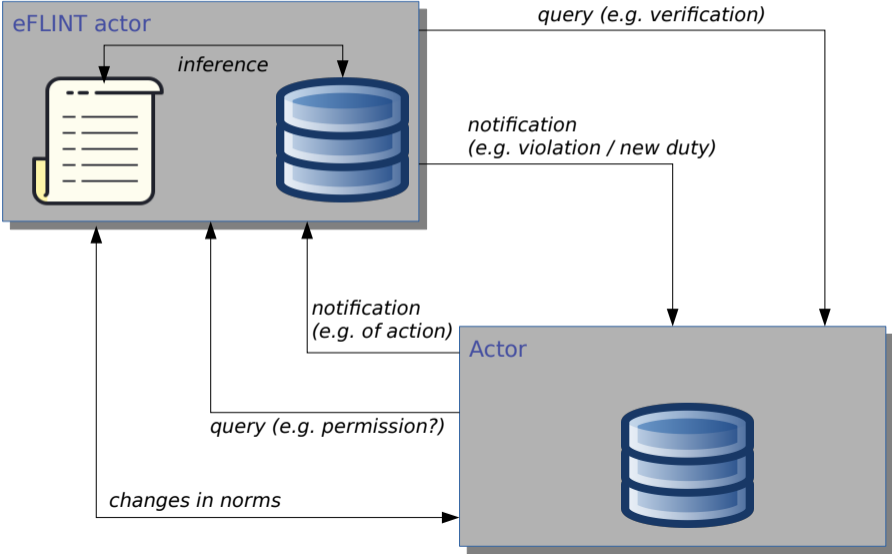 eFLINT actor
query (e.g. verification)
inference
notification
(e.g. violation / new duty)
notification
(e.g. of action)
Actor
query (e.g. permission?)
changes in norms